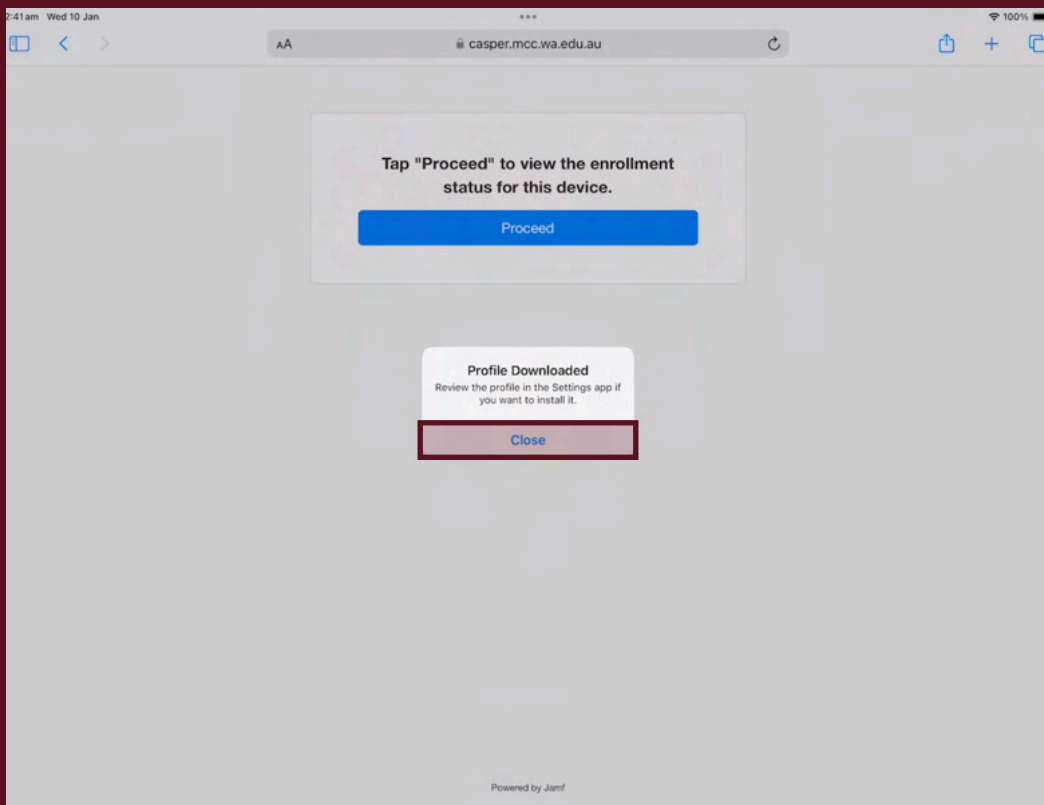 2:41 am Wed 10 Jan
100%
AA
casper.mcc.wa.edu.au
Tap "Proceed" to view the enrollment
status for this device.
Proceed
Profile Downloaded
Review the profile in the Settings app if
you want to install it.
Close
Powered by Jamf